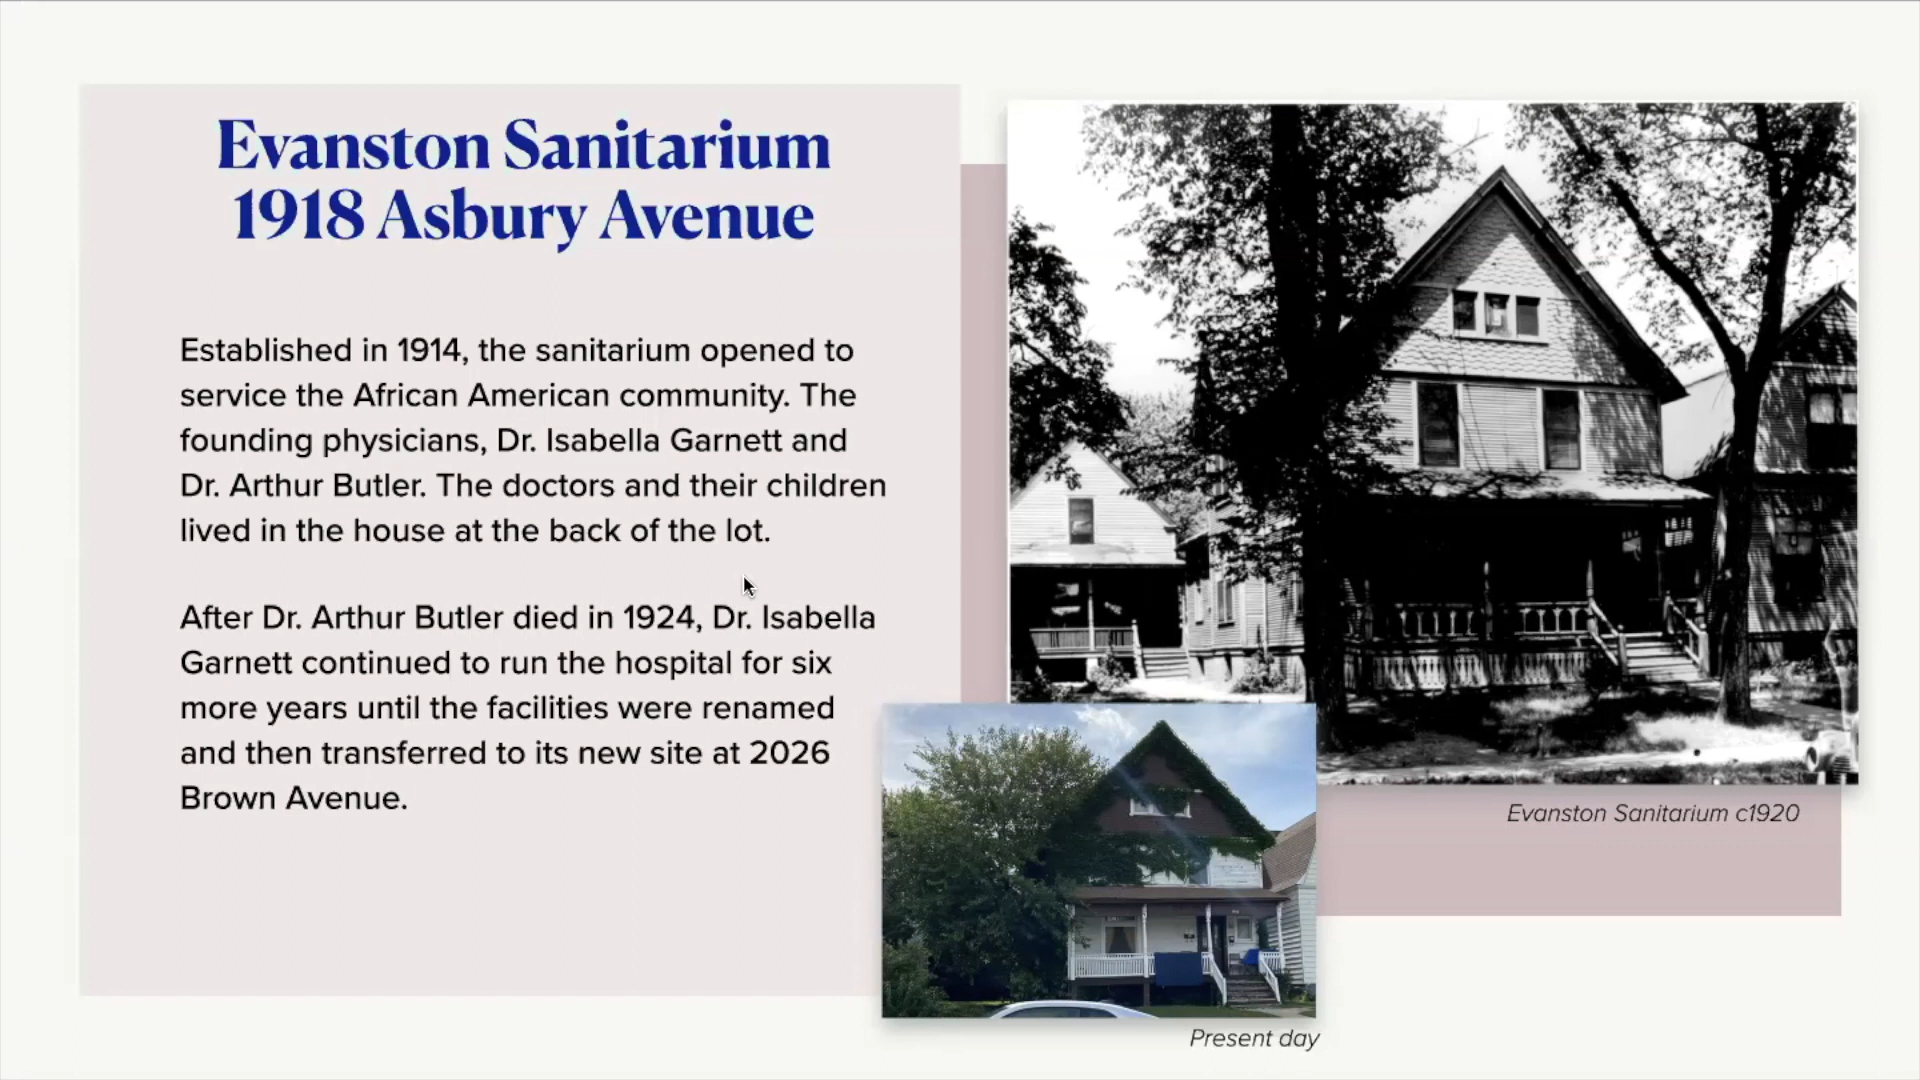 Evanston Sanitarium
1918 Asbury Avenue
Established in 1914, the sanitarium opened to
service the African American community. The
founding physicians, Dr. Isabella Garnett and
Dr. Arthur Butler. The doctors and their children
lived in the house at the back of the lot.
After Dr. Arthur Butler died in 1924, Dr. Isabella
Garnett continued to run the hospital for six
more years until the facilities were renamed
and then transferred to its new site at 2026
Brown Avenue.
Evanston Sanitarium c1920
Present day